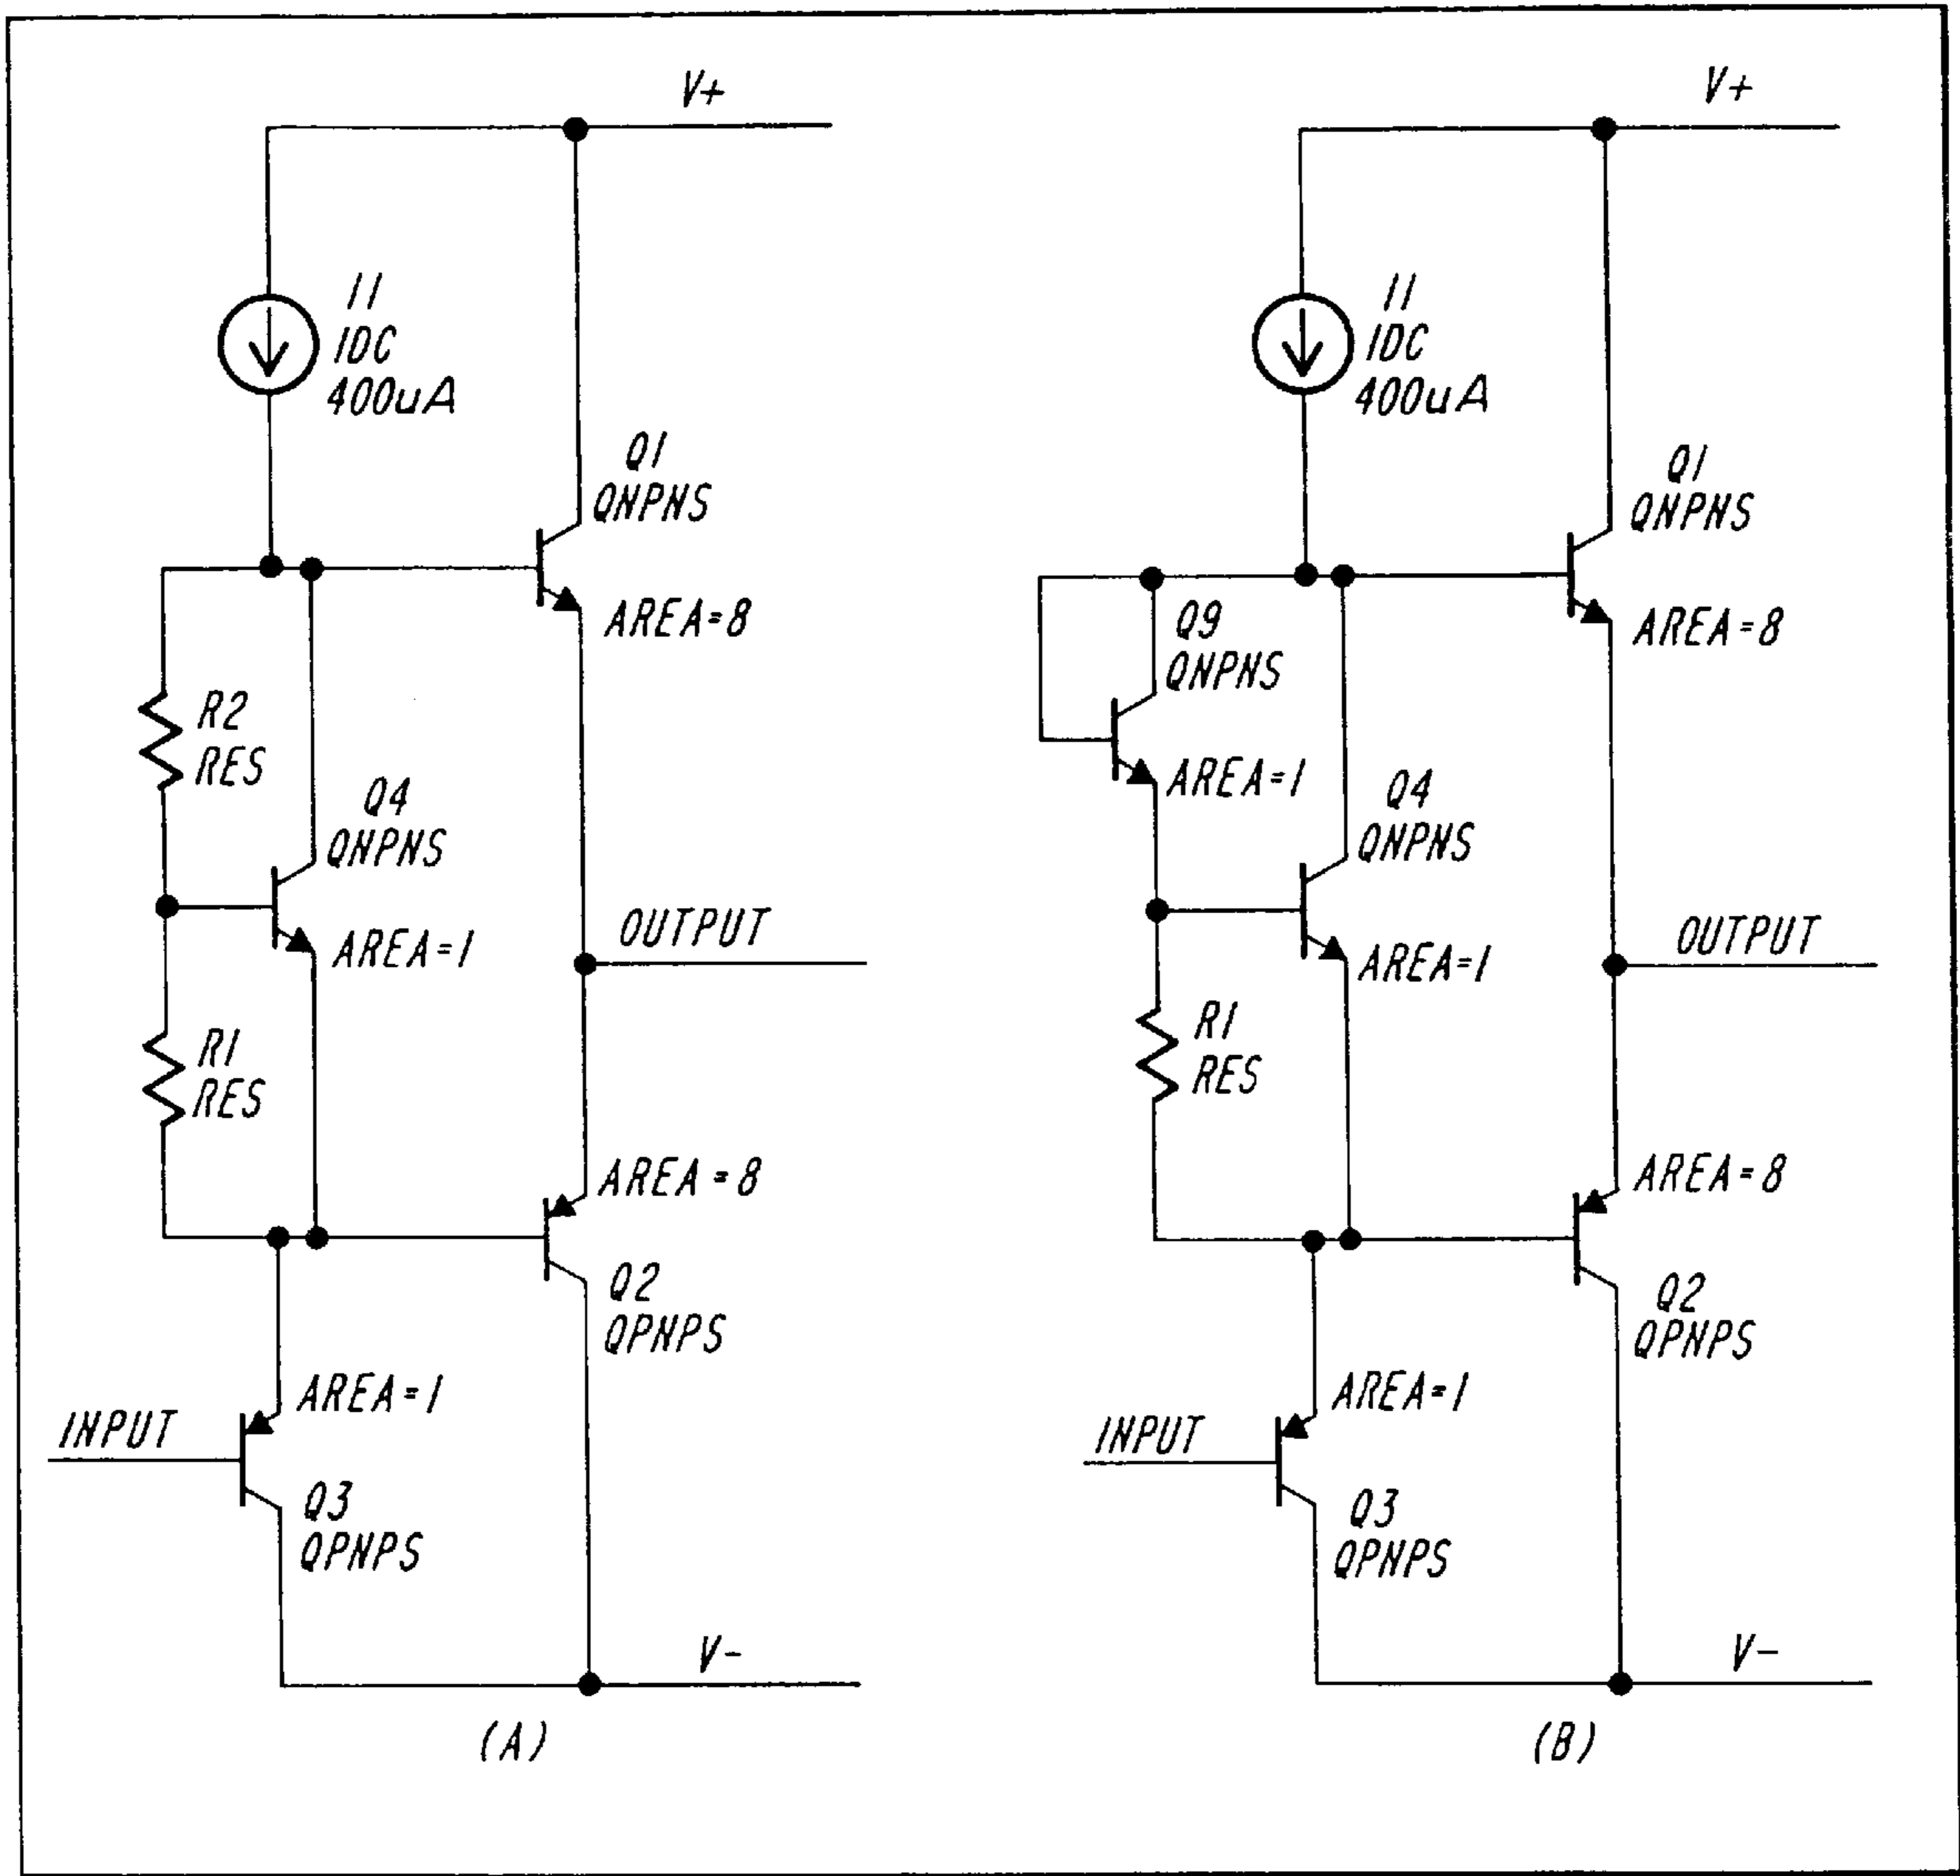 V+
I1
IDC
400uA
Q1
QNPNS
AREA=8
R2
RES
Q4
QNPNS
AREA=1
OUTPUT
R1
RES
AREA=8
Q2
QPNPS
AREA=1
INPUT
Q3
QPNPS
V-
(A)
V+
I1
IDC
400uA
Q1
QNPNS
AREA=8
Q9
QNPNS
AREA=1
Q4
QNPNS
AREA=1
OUTPUT
R1
RES
AREA=8
Q2
QPNPS
AREA=1
INPUT
Q3
QPNPS
V-
(B)